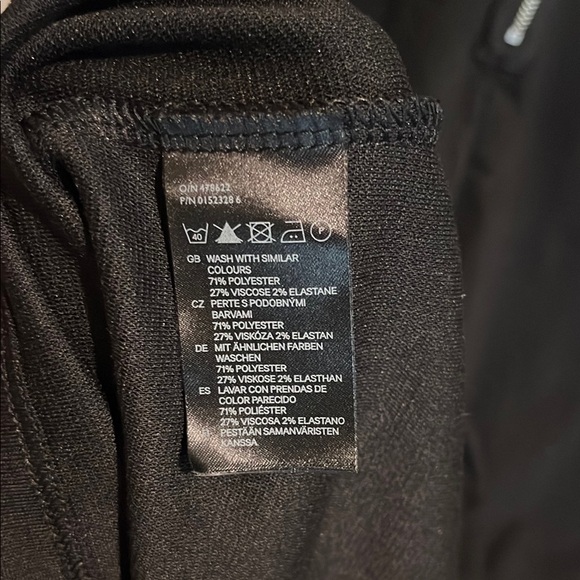 O/N 478622
P/N 0152328 6
40 P
GB WASH WITH SIMILAR
COLOURS
71% POLYESTER
27% VISCOSE 2% ELASTANE
CZ PERTE S PODOBNÝMI
BARVAMI
71% POLYESTER
27% VISKÓZA 2% ELASTAN
DE MIT ÄHNLICHEN FARBEN
WASCHEN
71% POLYESTER
27% VISKOSE 2% ELASTHAN
ES LAVAR CON PRENDAS DE
COLOR PARECIDO
71% POLIÉSTER
27% VISCOSA 2% ELASTANO
PESTÄÄN SAMANVÄRISTEN
KANSSA